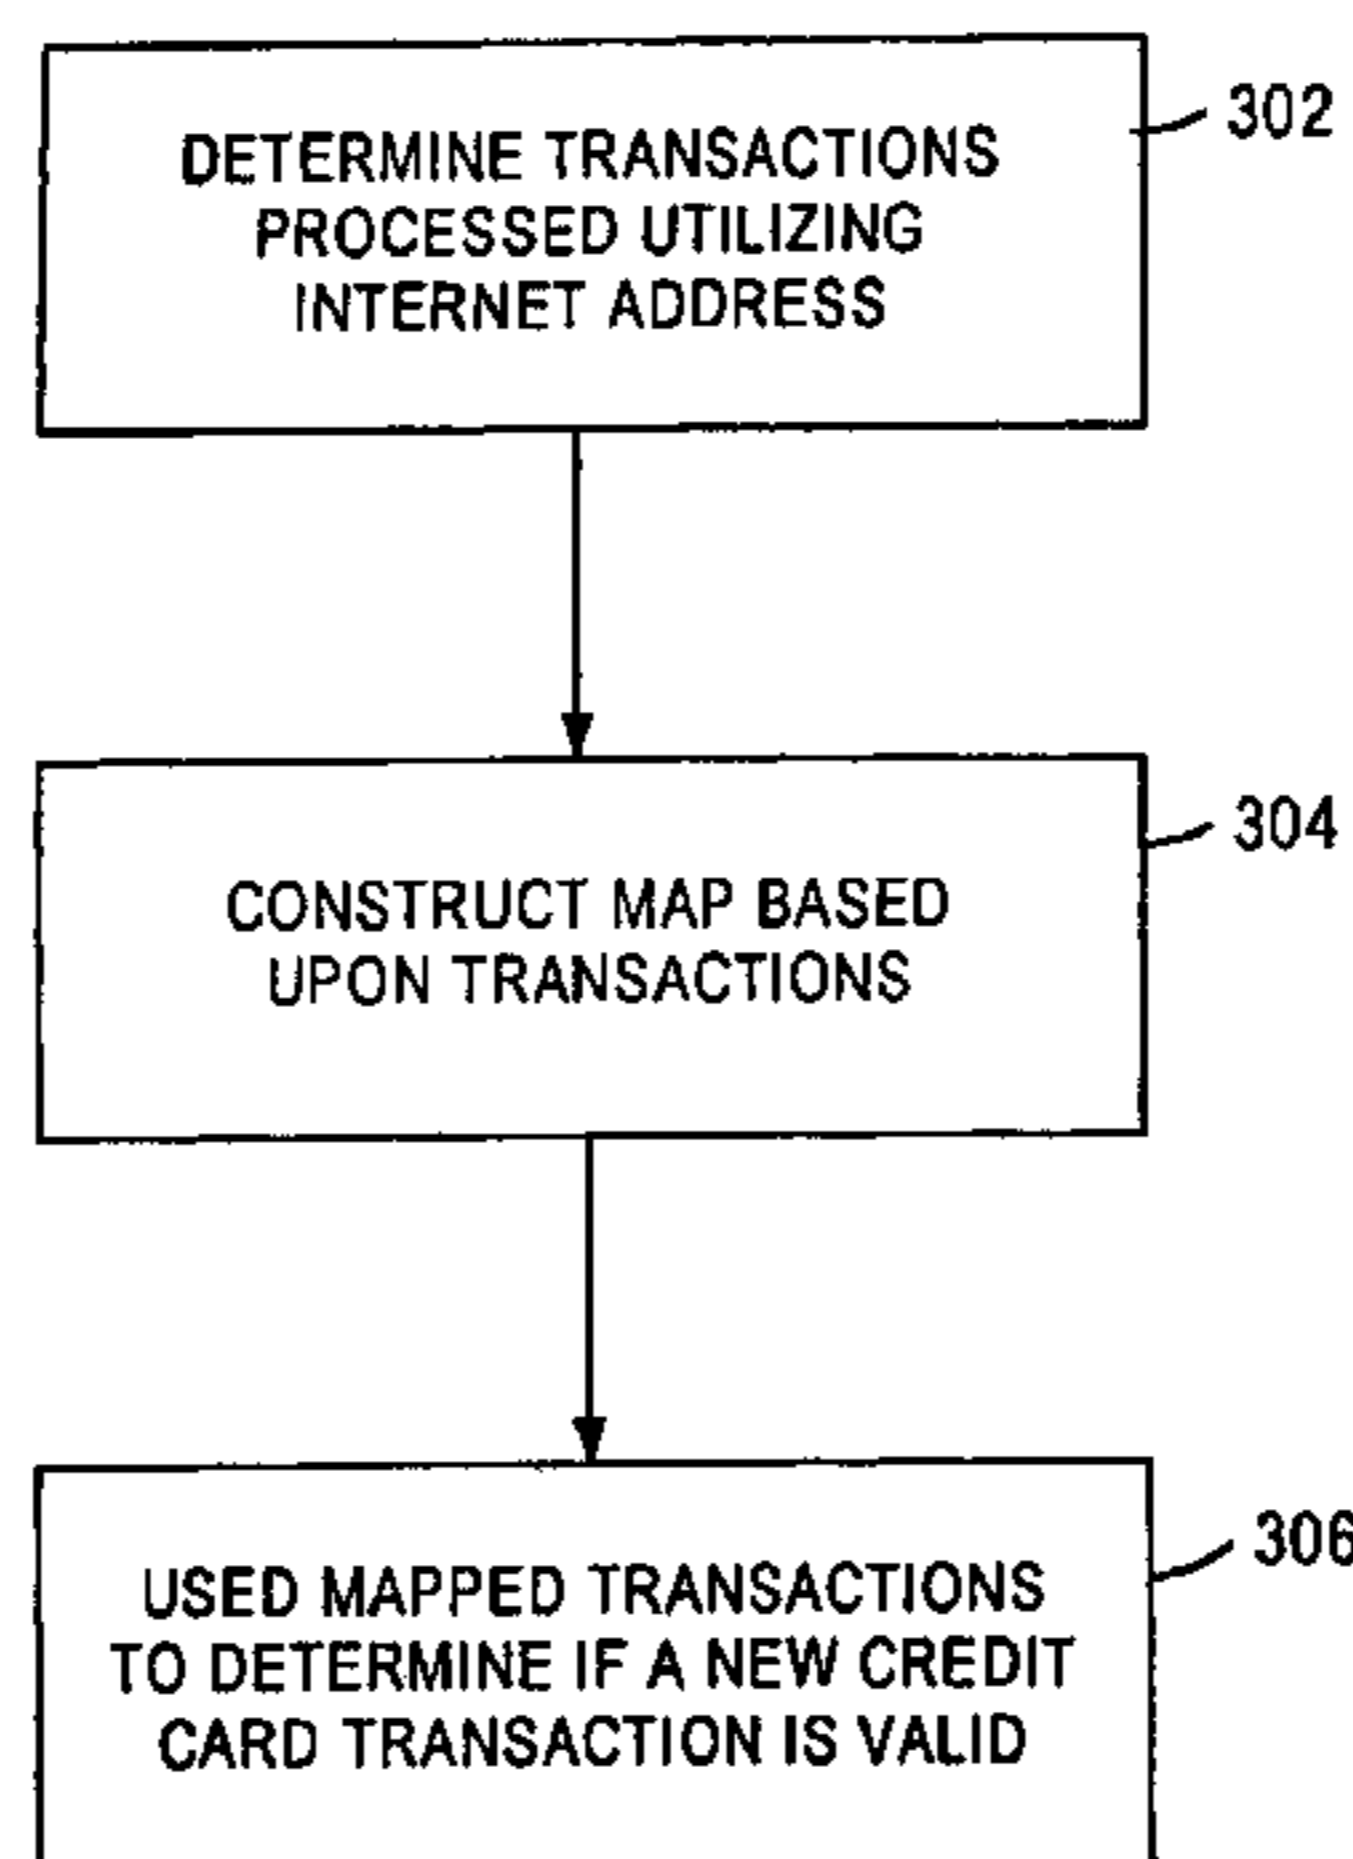 DETERMINE TRANSACTIONS
PROCESSED UTILIZING
INTERNET ADDRESS
302
CONSTRUCT MAP BASED
UPON TRANSACTIONS
304
USED MAPPED TRANSACTIONS
TO DETERMINE IF A NEW CREDIT
CARD TRANSACTION IS VALID
306